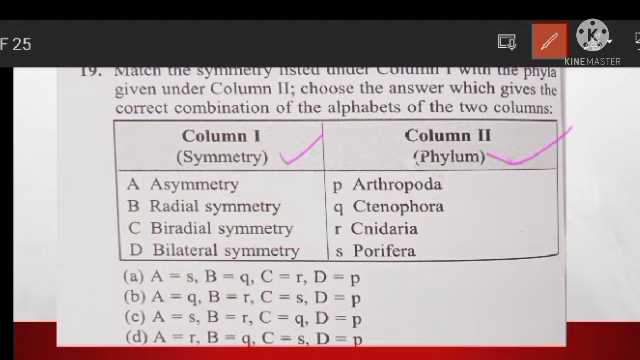 F 25
KINEMASTER
19. Match the symmetry listed under Column I with the phyla
given under Column II; choose the answer which gives the
correct combination of the alphabets of the two columns:
Column I Column II
(Symmetry) (Phylum)
A Asymmetry p Arthropoda
B Radial symmetry q Ctenophora
C Biradial symmetry r Cnidaria
D Bilateral symmetry s Porifera
(a) A = s, B = q, C = r, D = p
(b) A = q, B = r, C = s, D = p
(c) A = s, B = r, C = q, D = p
(d) A = r, B = q, C = s, D = p